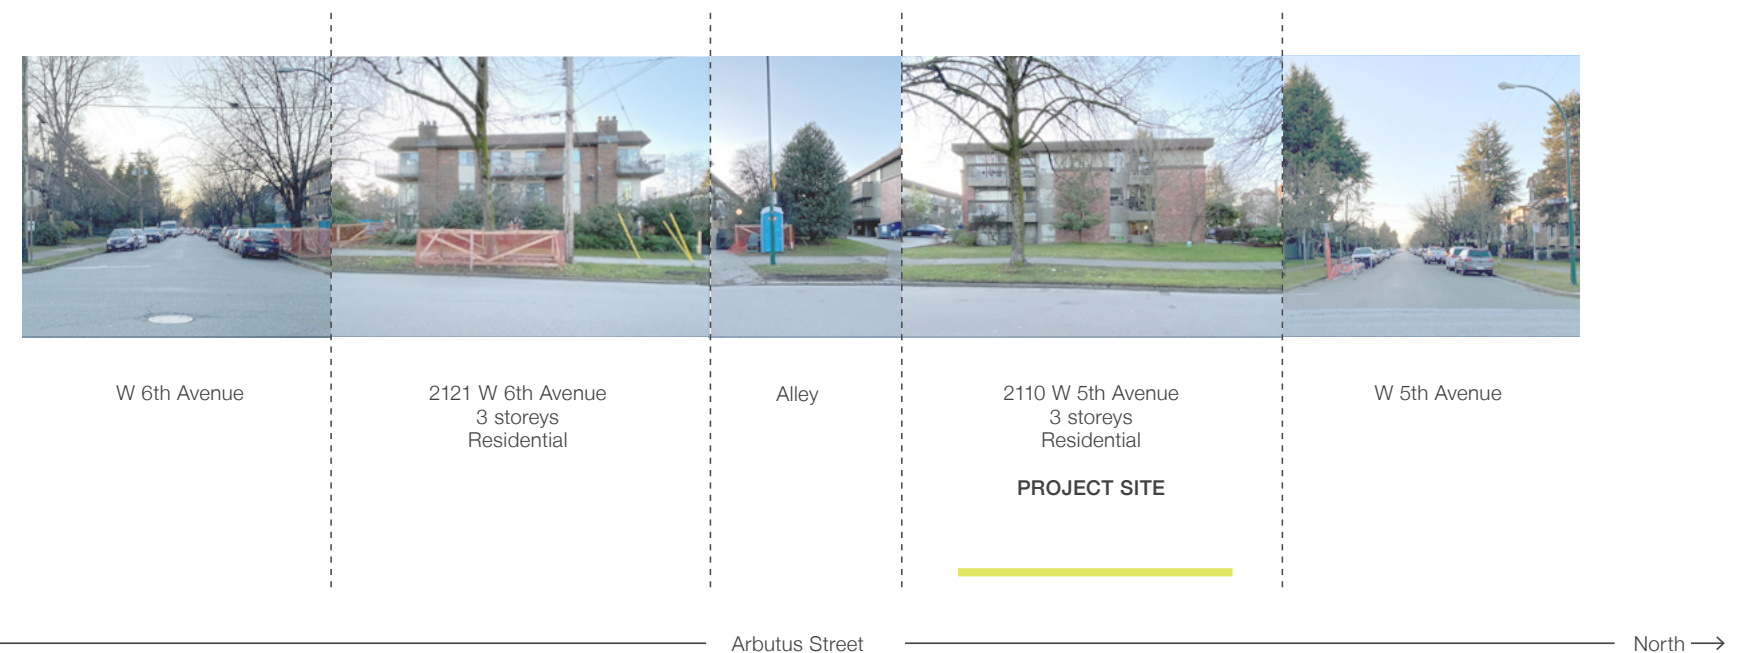 W 6th Avenue
2121 W 6th Avenue
3 storeys
Residential
Alley
2110 W 5th Avenue
3 storeys
Residential
PROJECT SITE
W 5th Avenue
Arbutus Street
North